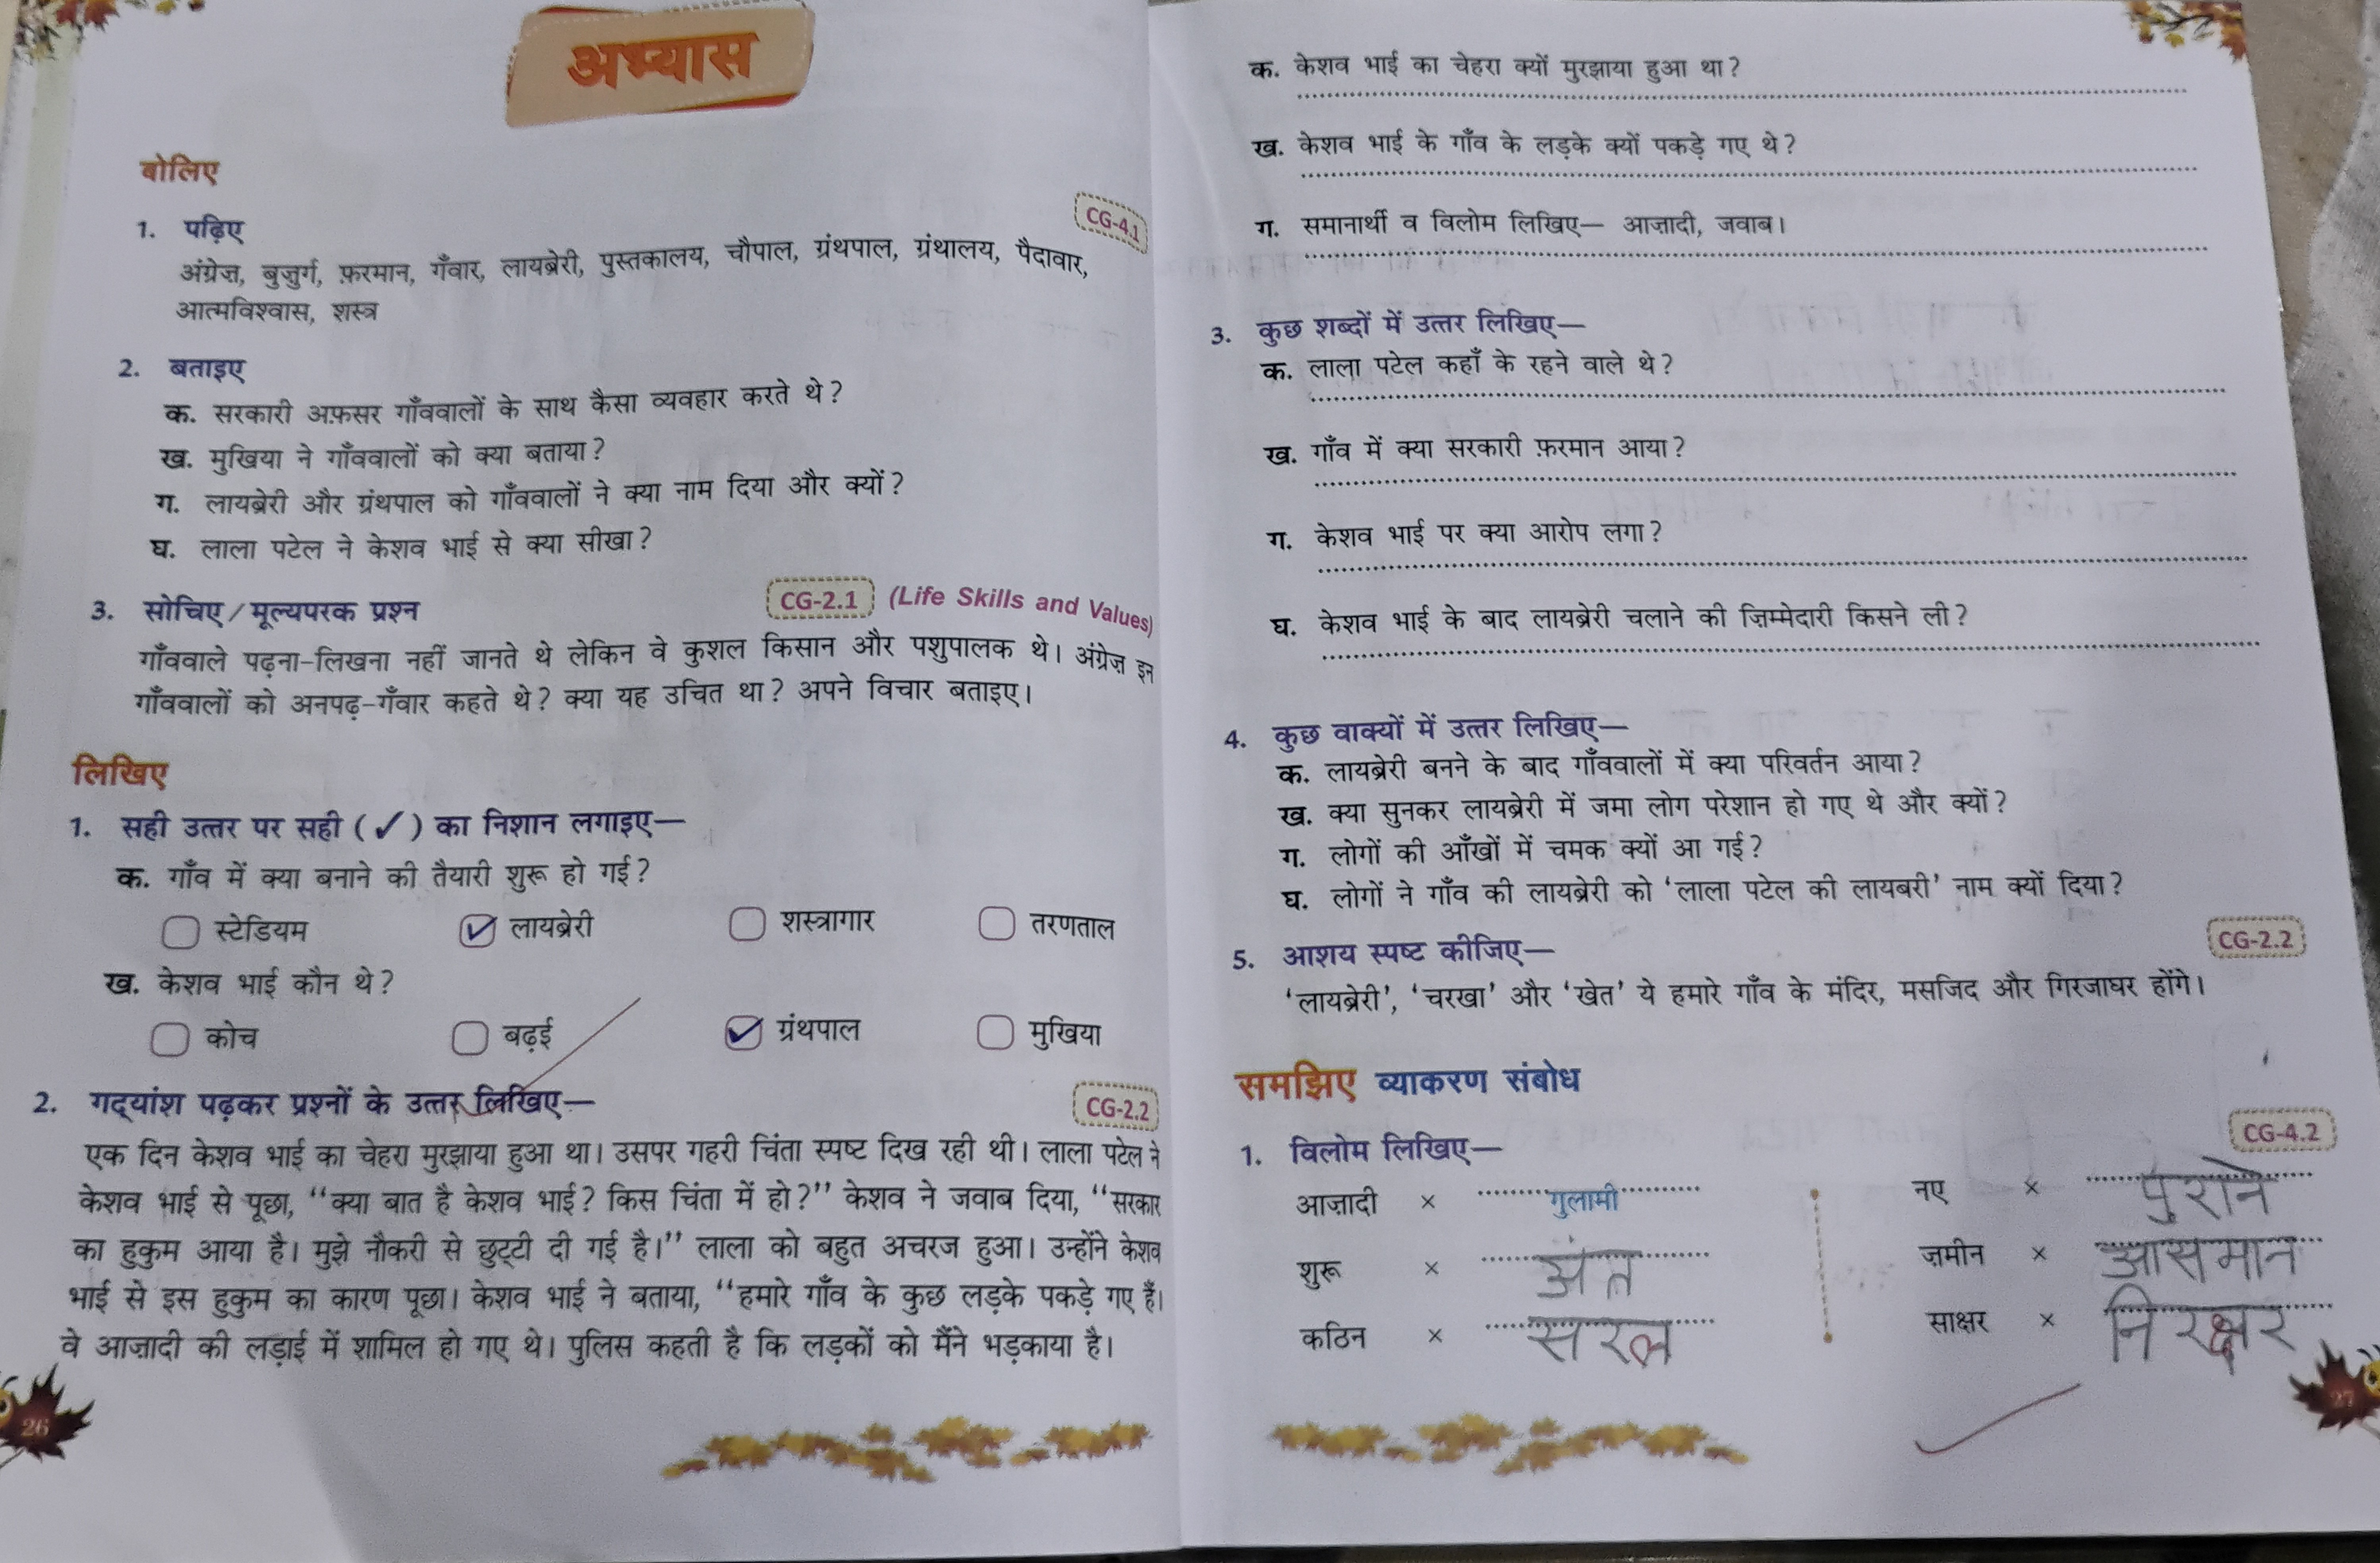 अभ्यास
बोलिए
1. पढ़िए
CG-4.1
अंग्रेज़, बुज़ुर्ग, फ़रमान, गँवार, लायब्रेरी, पुस्तकालय, चौपाल, ग्रंथपाल, ग्रंथालय, पैदावार,
आत्मविश्वास, शस्त्र
2. बताइए
क. सरकारी अफ़सर गाँववालों के साथ कैसा व्यवहार करते थे?
ख. मुखिया ने गाँववालों को क्या बताया?
ग. लायब्रेरी और ग्रंथपाल को गाँववालों ने क्या नाम दिया और क्यों?
घ. लाला पटेल ने केशव भाई से क्या सीखा?
3. सोचिए/मूल्यपरक प्रश्न CG-2.1 (Life Skills and Values)
गाँववाले पढ़ना-लिखना नहीं जानते थे लेकिन वे कुशल किसान और पशुपालक थे। अंग्रेज़ इन
गाँववालों को अनपढ़-गँवार कहते थे? क्या यह उचित था? अपने विचार बताइए।
लिखिए
1. सही उत्तर पर सही (✓) का निशान लगाइए—
क. गाँव में क्या बनाने की तैयारी शुरू हो गई?
स्टेडियम ✓ लायब्रेरी शस्त्रागार तरणताल
ख. केशव भाई कौन थे?
कोच बढ़ई ✓ ग्रंथपाल मुखिया
2. गद्यांश पढ़कर प्रश्नों के उत्तर लिखिए— CG-2.2
एक दिन केशव भाई का चेहरा मुरझाया हुआ था। उसपर गहरी चिंता स्पष्ट दिख रही थी। लाला पटेल ने
केशव भाई से पूछा, “क्या बात है केशव भाई? किस चिंता में हो?” केशव ने जवाब दिया, “सरकार
का हुकुम आया है। मुझे नौकरी से छुट्टी दी गई है।” लाला को बहुत अचरज हुआ। उन्होंने केशव
भाई से इस हुकुम का कारण पूछा। केशव भाई ने बताया, “हमारे गाँव के कुछ लड़के पकड़े गए हैं।
वे आज़ादी की लड़ाई में शामिल हो गए थे। पुलिस कहती है कि लड़कों को मैंने भड़काया है।
26
क. केशव भाई का चेहरा क्यों मुरझाया हुआ था?
ख. केशव भाई के गाँव के लड़के क्यों पकड़े गए थे?
ग. समानार्थी व विलोम लिखिए— आज़ादी, जवाब।
3. कुछ शब्दों में उत्तर लिखिए—
क. लाला पटेल कहाँ के रहने वाले थे?
ख. गाँव में क्या सरकारी फ़रमान आया?
ग. केशव भाई पर क्या आरोप लगा?
घ. केशव भाई के बाद लायब्रेरी चलाने की ज़िम्मेदारी किसने ली?
4. कुछ वाक्यों में उत्तर लिखिए—
क. लायब्रेरी बनने के बाद गाँववालों में क्या परिवर्तन आया?
ख. क्या सुनकर लायब्रेरी में जमा लोग परेशान हो गए थे और क्यों?
ग. लोगों की आँखों में चमक क्यों आ गई?
घ. लोगों ने गाँव की लायब्रेरी को ‘लाला पटेल की लायबरी’ नाम क्यों दिया?
5. आशय स्पष्ट कीजिए— CG-2.2
‘लायब्रेरी’, ‘चरखा’ और ‘खेत’ ये हमारे गाँव के मंदिर, मसजिद और गिरजाघर होंगे।
समझिए व्याकरण संबोध
1. विलोम लिखिए— CG-4.2
आज़ादी × गुलामी नए × पुराने
शुरू × अंत ज़मीन × आसमान
कठिन × सरल साक्षर × निरक्षर
27